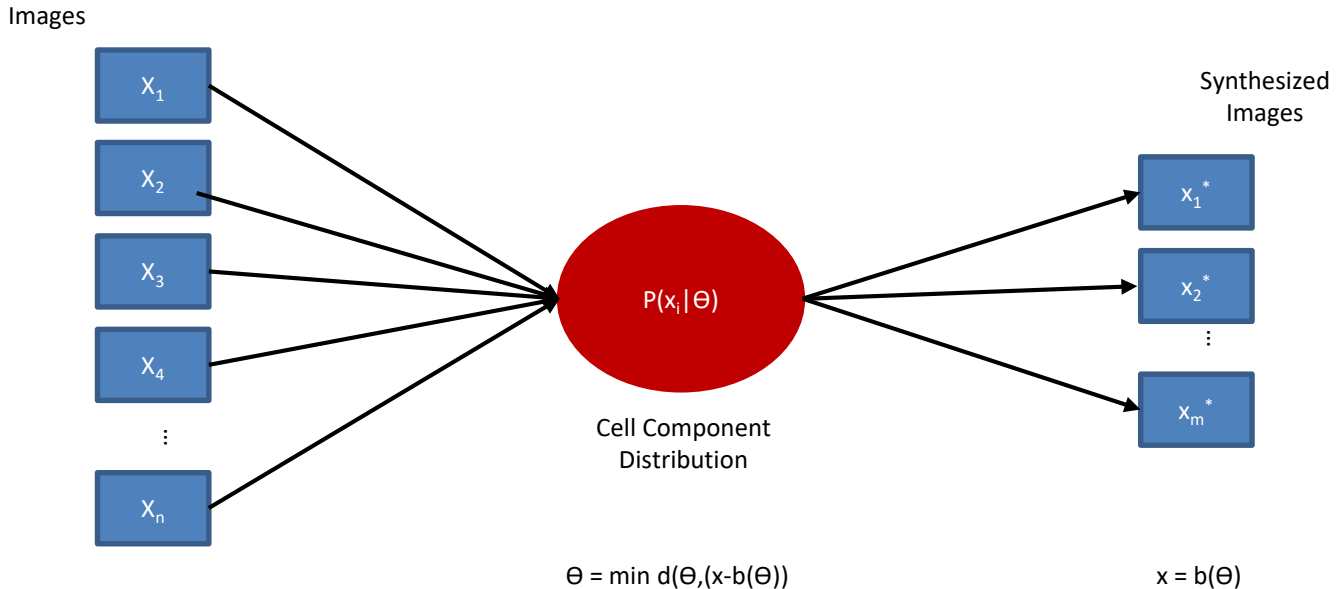 Images
X₁
X₂
X₃
X₄
...
Xₙ
P(xᵢ|Ө)
Cell Component
Distribution
Ө = min d(Ө,(x-b(Ө))
Synthesized
Images
x₁*
x₂*
...
xₘ*
x = b(Ө)